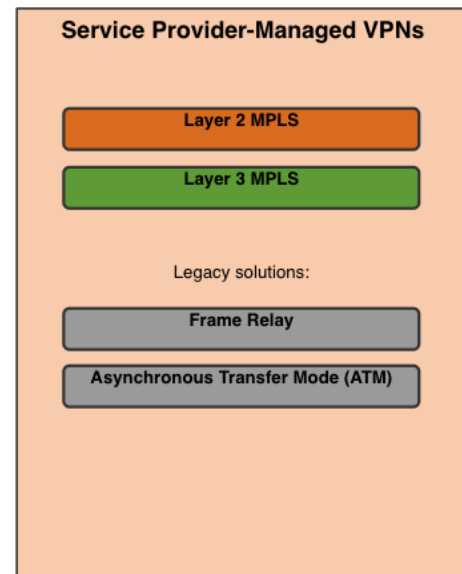 Service Provider-Managed VPNs
Layer 2 MPLS
Layer 3 MPLS
Legacy solutions:
Frame Relay
Asynchronous Transfer Mode (ATM)